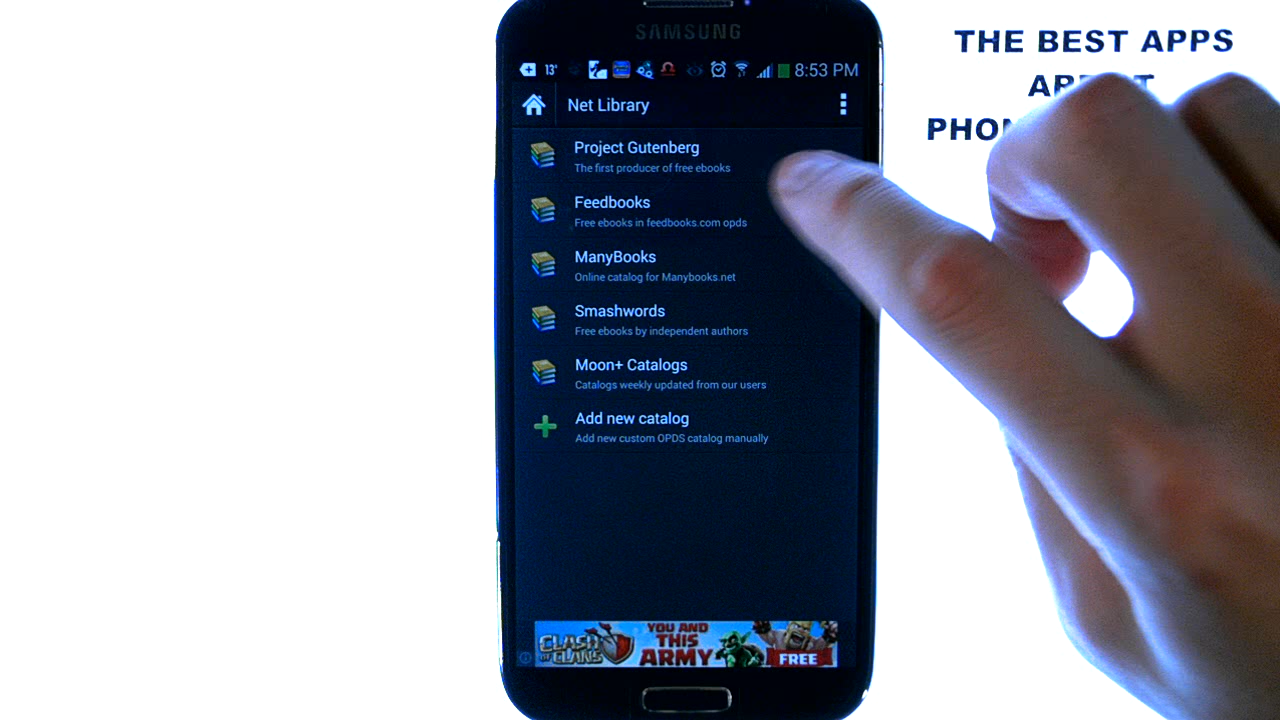 SAMSUNG
THE BEST APPS
13°
8:53 PM
Net Library
Project Gutenberg
The first producer of free ebooks
Feedbooks
Free ebooks in feedbooks.com opds
ManyBooks
Online catalog for Manybooks.net
Smashwords
Free ebooks by independent authors
Moon+ Catalogs
Catalogs weekly updated from our users
Add new catalog
Add new custom OPDS catalog manually
CLASH OF CLANS
YOU AND
THIS
ARMY
FREE